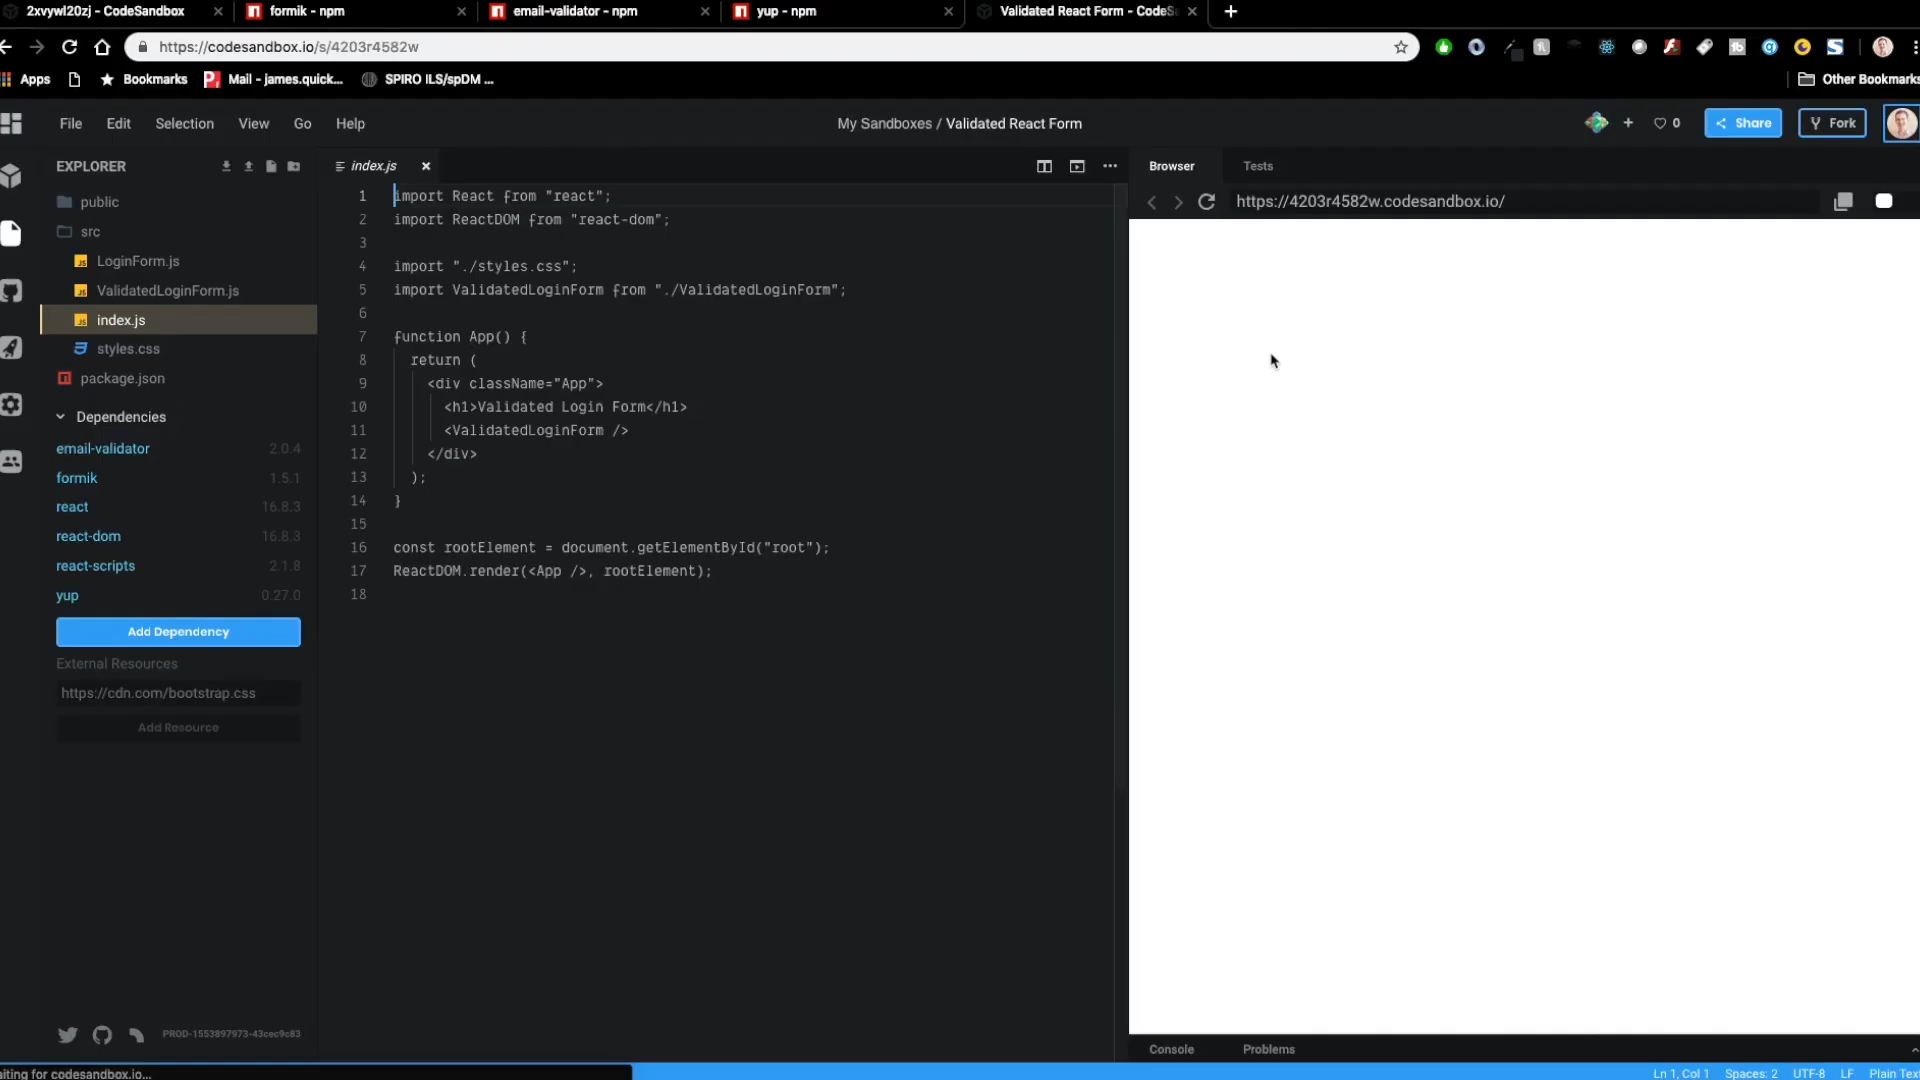 2xvywl20zj - CodeSandbox
formik - npm
email-validator - npm
yup - npm
Validated React Form - CodeS
https://codesandbox.io/s/4203r4582w
Apps
Bookmarks
Mail - james.quick...
SPIRO ILS/spDM ...
Other Bookmarks
File Edit Selection View Go Help
My Sandboxes / Validated React Form
0
Share
Fork
EXPLORER
index.js
Browser
Tests
https://4203r4582w.codesandbox.io/
public
src
LoginForm.js
ValidatedLoginForm.js
index.js
styles.css
package.json
Dependencies
email-validator 2.0.4
formik 1.5.1
react 16.8.3
react-dom 16.8.3
react-scripts 2.1.8
yup 0.27.0
Add Dependency
External Resources
https://cdn.com/bootstrap.css
Add Resource
1 import React from "react";
2 import ReactDOM from "react-dom";
3
4 import "./styles.css";
5 import ValidatedLoginForm from "./ValidatedLoginForm";
6
7 function App() {
8 return (
9 <div className="App">
10 <h1>Validated Login Form</h1>
11 <ValidatedLoginForm />
12 </div>
13 );
14 }
15
16 const rootElement = document.getElementById("root");
17 ReactDOM.render(<App />, rootElement);
18
PROD-1553897973-43cec9c83
Console
Problems
aiting for codesandbox.io...
Ln 1, Col 1
Spaces: 2
UTF-8
LF
Plain Text